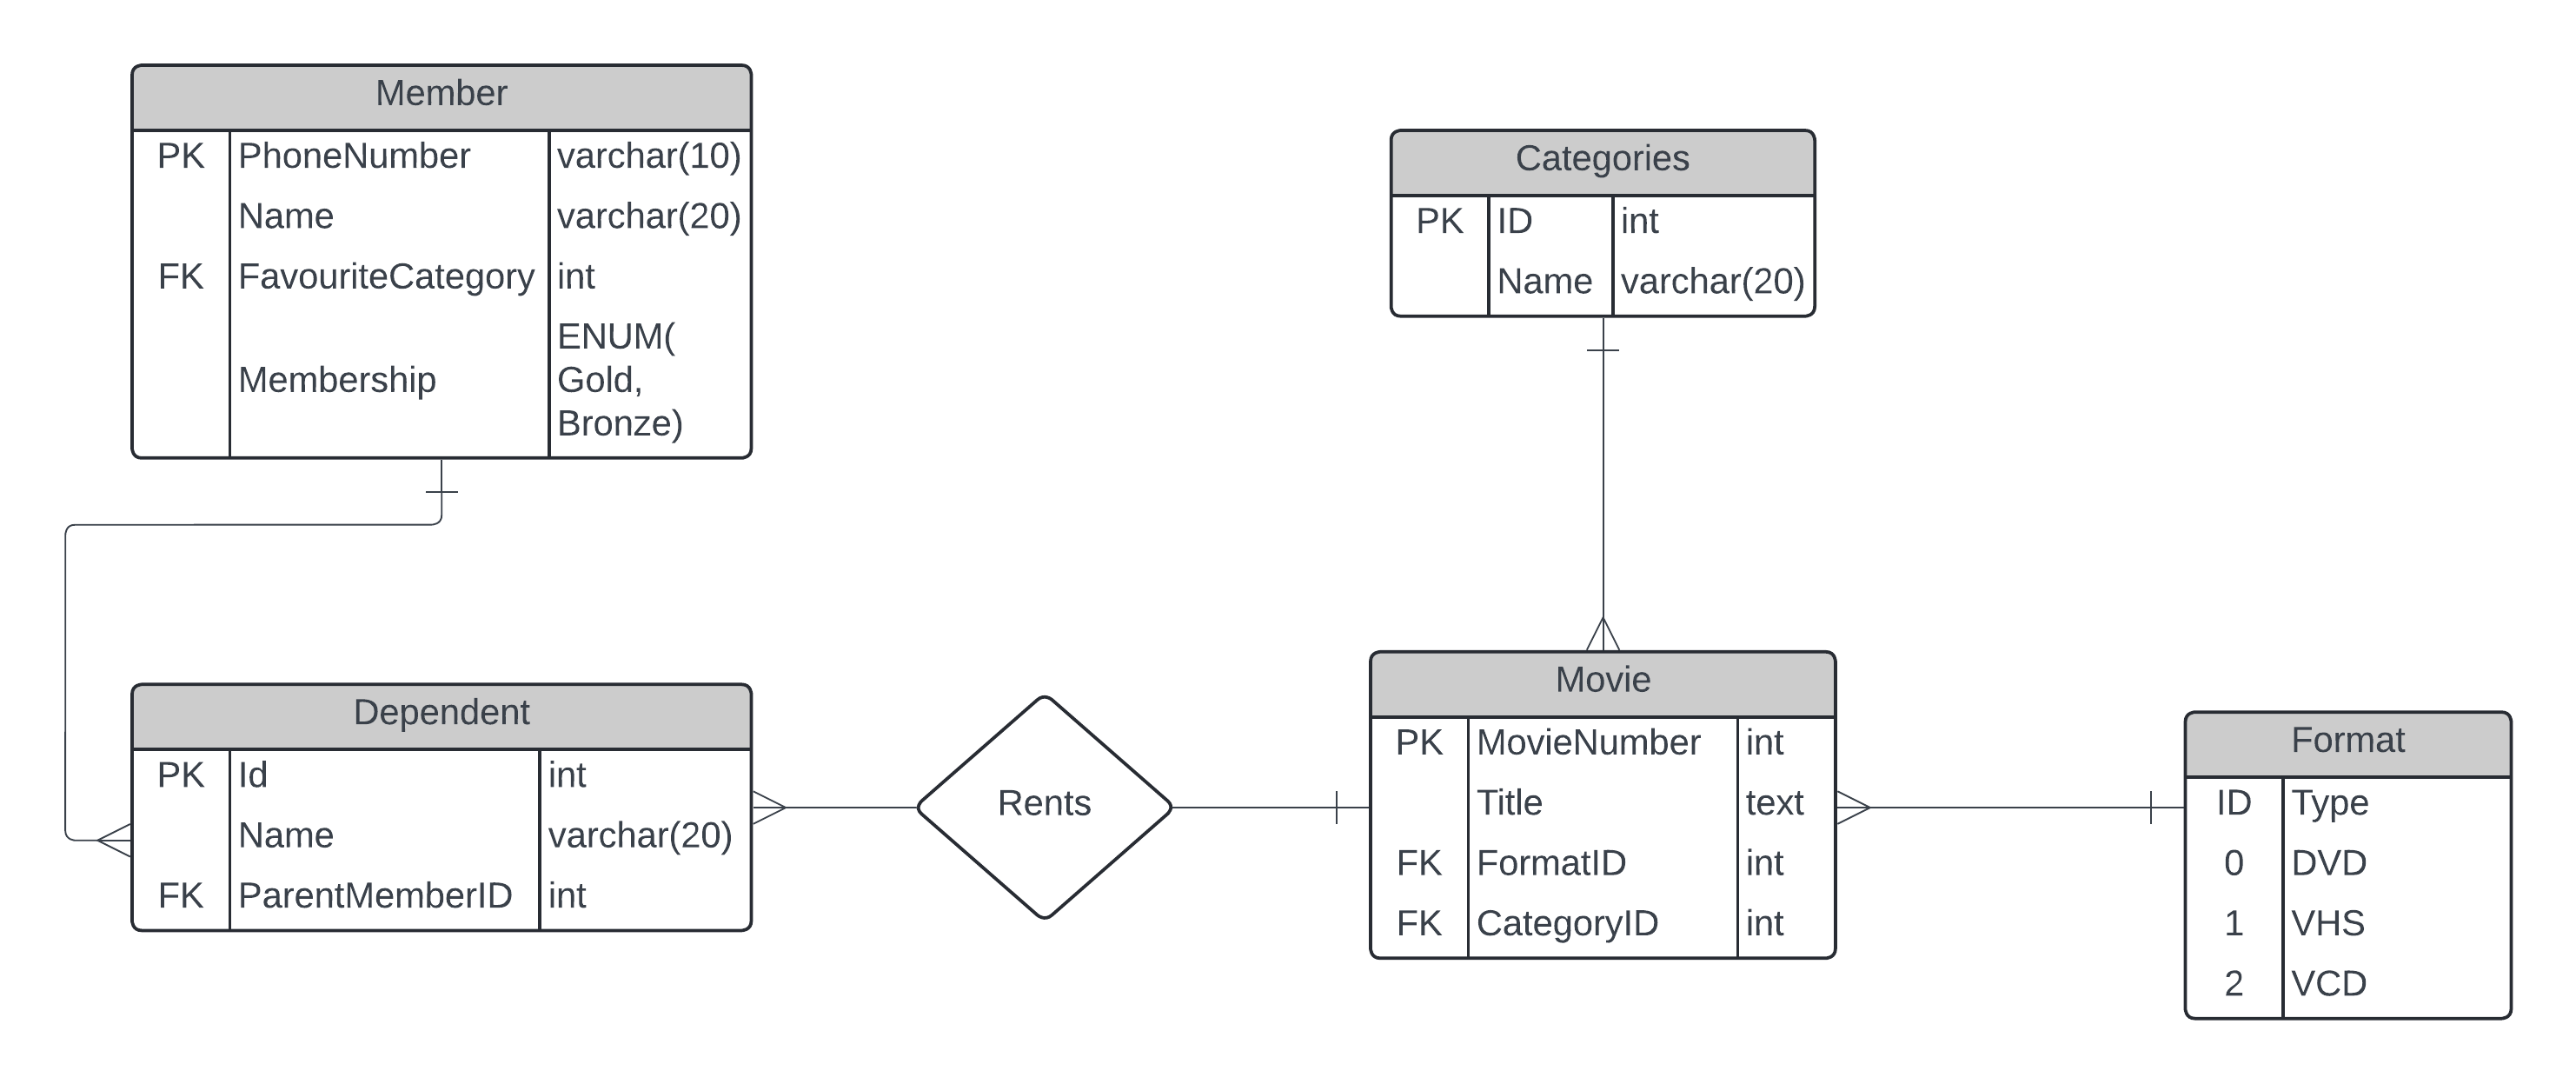 Member
PK PhoneNumber varchar(10)
Name varchar(20)
FK FavouriteCategory int
Membership ENUM(
Gold,
Bronze)
Categories
PK ID int
Name varchar(20)
Dependent
PK Id int
Name varchar(20)
FK ParentMemberID int
Rents
Movie
PK MovieNumber int
Title text
FK FormatID int
FK CategoryID int
Format
ID Type
0 DVD
1 VHS
2 VCD